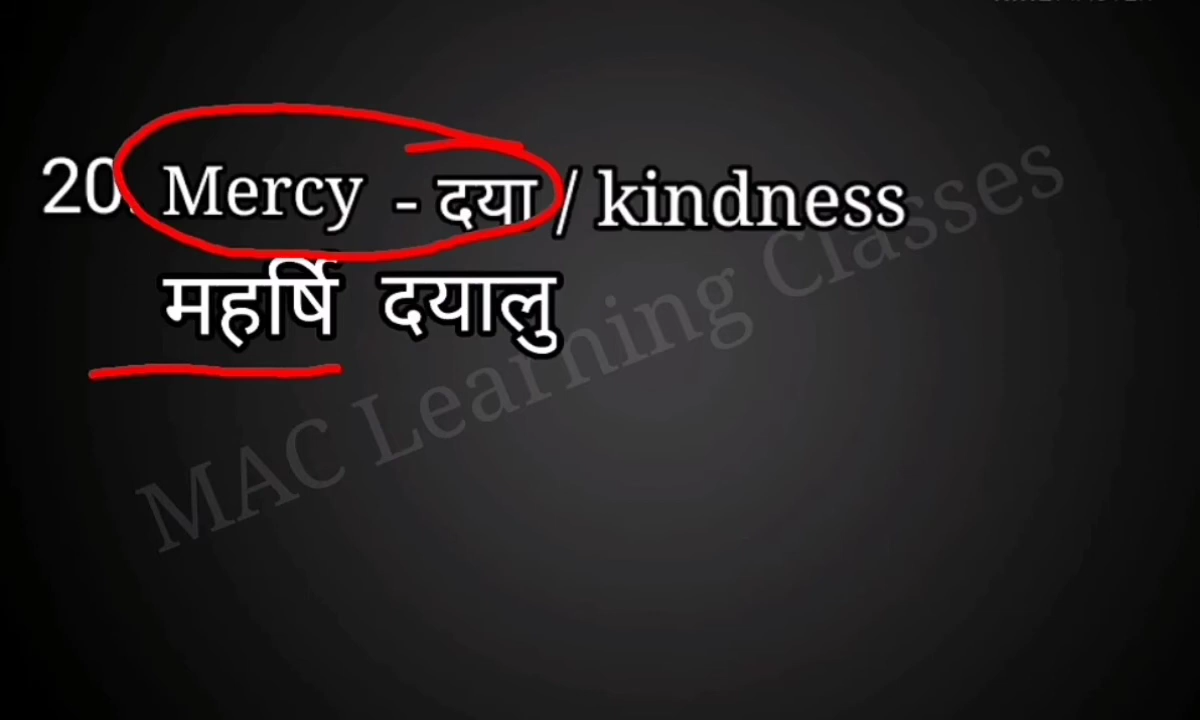 20. Mercy - दया / kindness
महर्षि दयालु
MAC Learning Classes